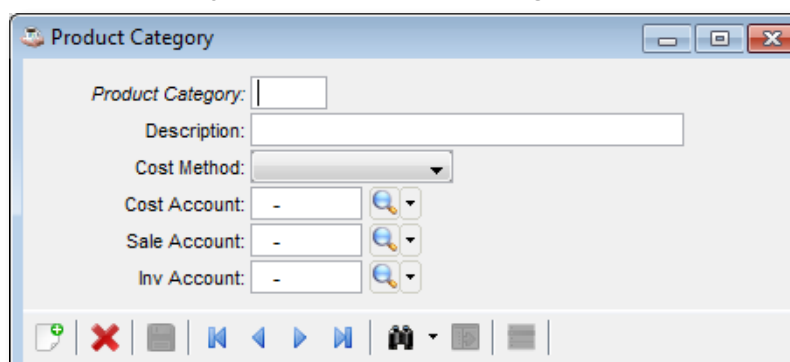 Product Category
Product Category:
Description:
Cost Method:
Cost Account: -
Sale Account: -
Inv Account: -